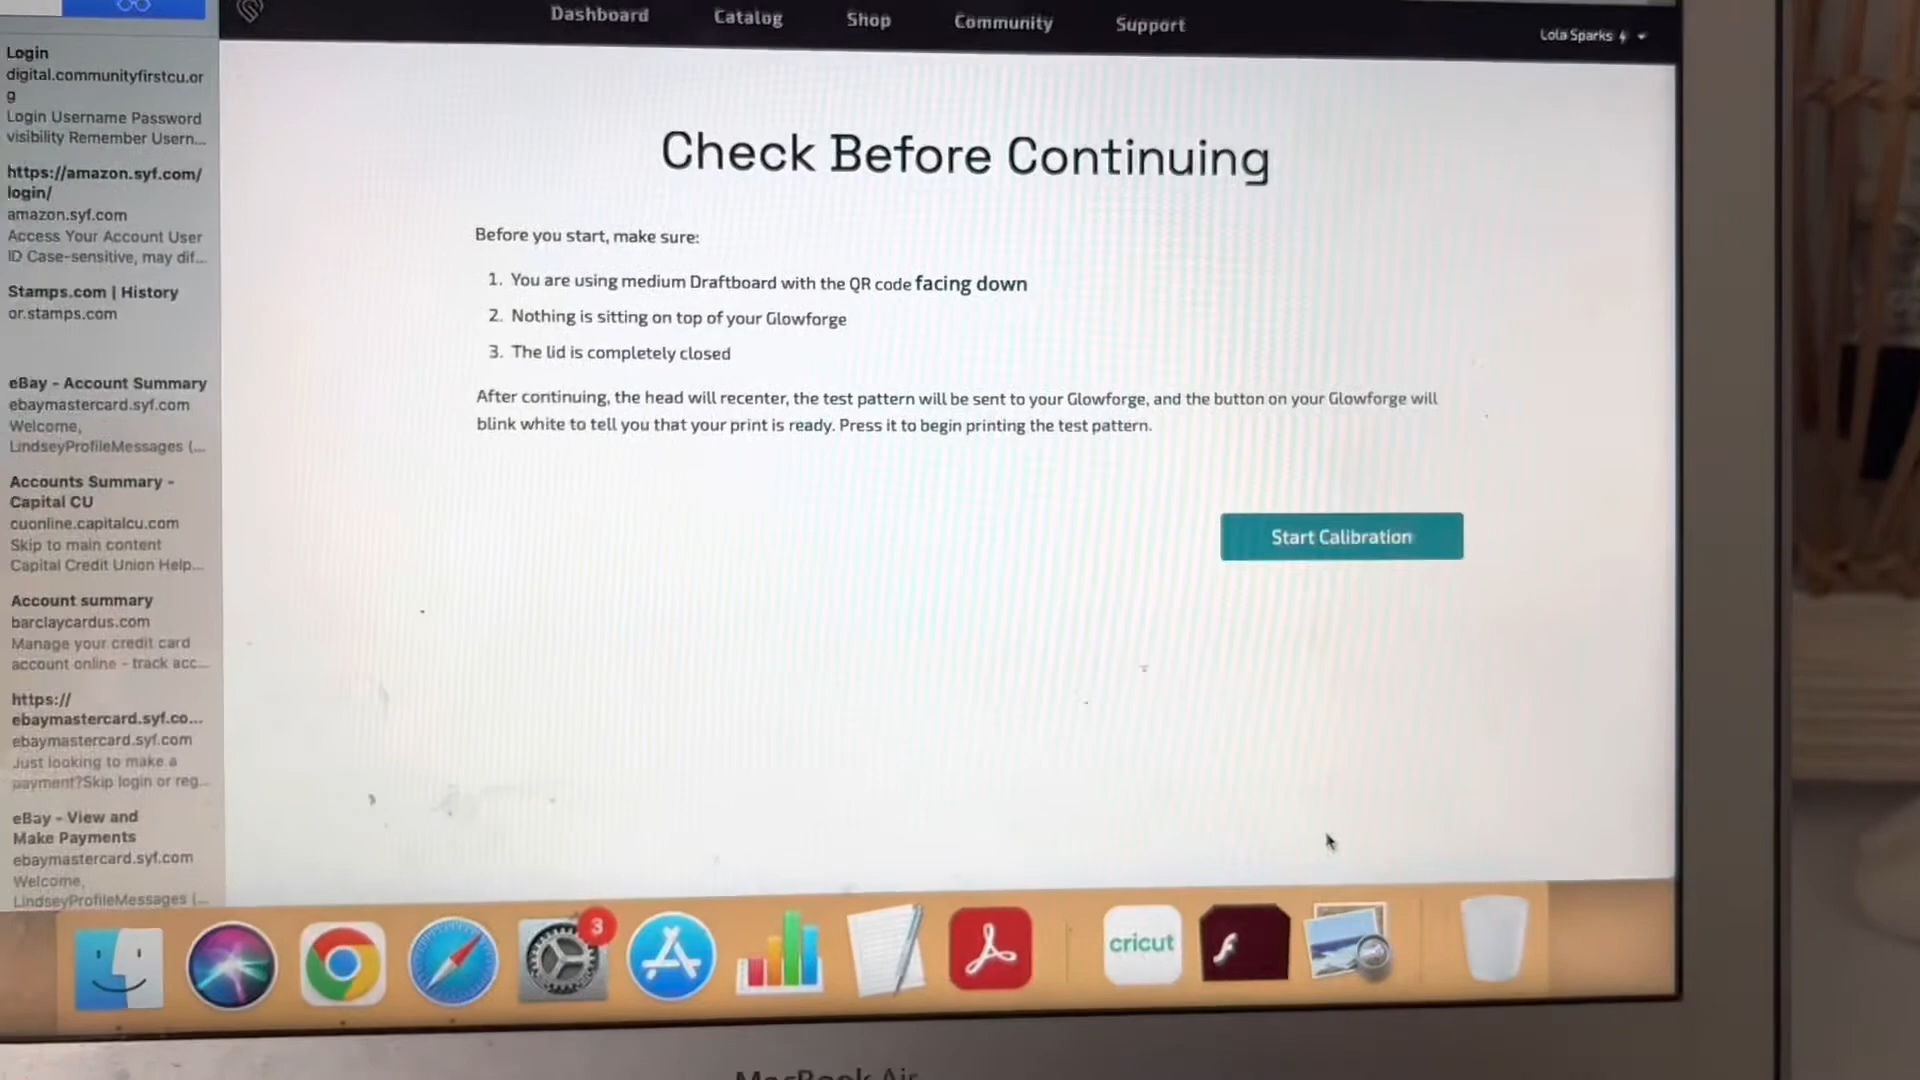 Dashboard
Catalog
Shop
Community
Support
Lola Sparks
Login
digital.communityfirstcu.or
g
Login Username Password
visibility Remember Usern...
https://amazon.syf.com/
login/
amazon.syf.com
Access Your Account User
ID Case-sensitive, may dif...
Stamps.com | History
or.stamps.com
eBay - Account Summary
ebaymastercard.syf.com
Welcome,
LindseyProfileMessages (...
Accounts Summary -
Capital CU
cuonline.capitalcu.com
Skip to main content
Capital Credit Union Help...
Account summary
barclaycardus.com
Manage your credit card
account online - track acc...
https://
ebaymastercard.syf.co...
ebaymastercard.syf.com
Just looking to make a
payment?Skip login or reg...
eBay - View and
Make Payments
ebaymastercard.syf.com
Welcome,
LindseyProfileMessages (...
Check Before Continuing
Before you start, make sure:
1. You are using medium Draftboard with the QR code facing down
2. Nothing is sitting on top of your Glowforge
3. The lid is completely closed
After continuing, the head will recenter, the test pattern will be sent to your Glowforge, and the button on your Glowforge will
blink white to tell you that your print is ready. Press it to begin printing the test pattern.
Start Calibration
3
cricut
MacBook Air